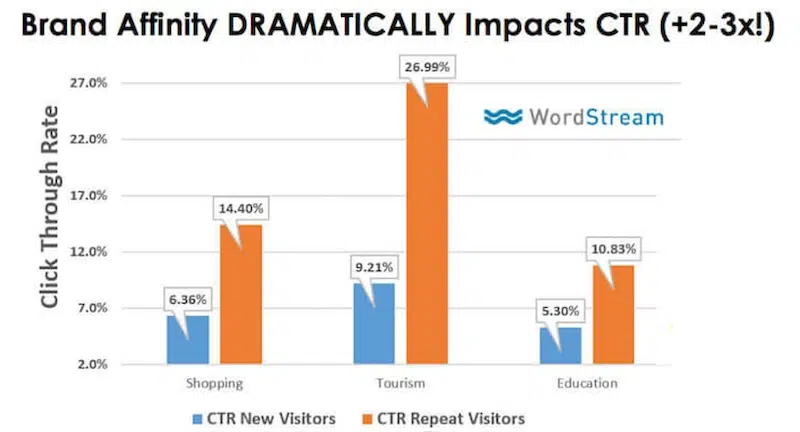 Brand Affinity DRAMATICALLY Impacts CTR (+2-3x!)
Click Through Rate
27.0%
22.0%
17.0%
12.0%
7.0%
2.0%
26.99%
WordStream
14.40%
10.83%
9.21%
6.36%
5.30%
Shopping
Tourism
Education
CTR New Visitors
CTR Repeat Visitors